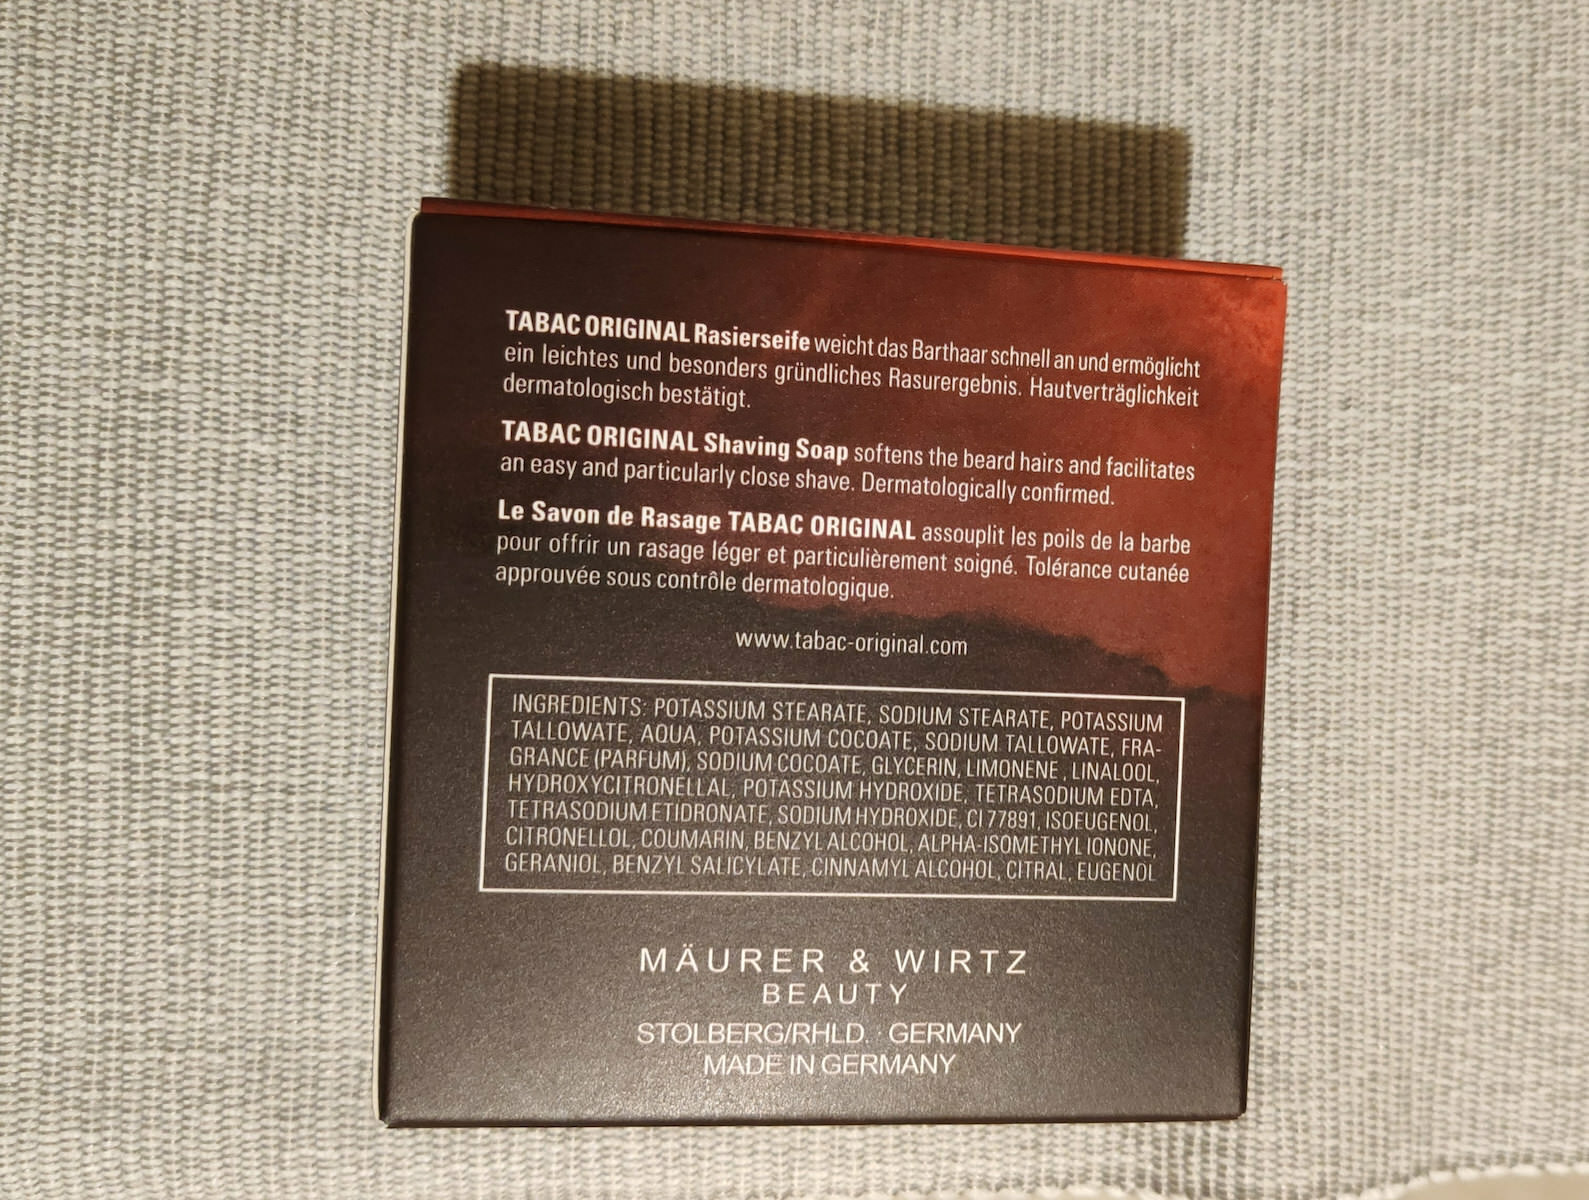 TABAC ORIGINAL Rasierseife weicht das Barthaar schnell an und ermöglicht
ein leichtes und besonders gründliches Rasurergebnis. Hautverträglichkeit
dermatologisch bestätigt.
TABAC ORIGINAL Shaving Soap softens the beard hairs and facilitates
an easy and particularly close shave. Dermatologically confirmed.
Le Savon de Rasage TABAC ORIGINAL assouplit les poils de la barbe
pour offrir un rasage léger et particulièrement soigné. Tolérance cutanée
approuvée sous contrôle dermatologique.
www.tabac-original.com
INGREDIENTS: POTASSIUM STEARATE, SODIUM STEARATE, POTASSIUM
TALLOWATE, AQUA, POTASSIUM COCOATE, SODIUM TALLOWATE, FRA-
GRANCE (PARFUM), SODIUM COCOATE, GLYCERIN, LIMONENE , LINALOOL,
HYDROXYCITRONELLAL, POTASSIUM HYDROXIDE, TETRASODIUM EDTA,
TETRASODIUM ETIDRONATE, SODIUM HYDROXIDE, CI 77891, ISOEUGENOL,
CITRONELLOL, COUMARIN, BENZYL ALCOHOL, ALPHA-ISOMETHYL IONONE,
GERANIOL, BENZYL SALICYLATE, CINNAMYL ALCOHOL, CITRAL, EUGENOL
MÄURER & WIRTZ
BEAUTY
STOLBERG/RHLD. · GERMANY
MADE IN GERMANY